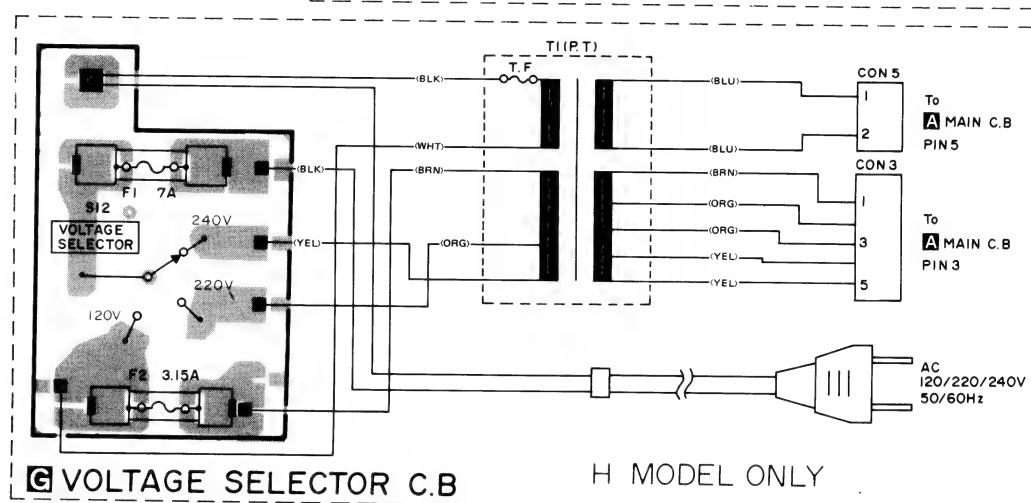 T1(P.T)
T.F
(BLK)
(BLU)
CON 5
1
2
To
A MAIN C.B
PIN 5
(WHT)
(BLU)
(BLK)
(BRN)
(BRN)
CON 3
F1 7A
S12
VOLTAGE
SELECTOR
240V
(ORG)
1
(YEL)
(ORG)
(ORG)
3
To
A MAIN C.B
PIN 3
220V
(YEL)
(YEL)
5
120V
F2 3.15A
AC
120/220/240V
50/60Hz
G VOLTAGE SELECTOR C.B
H MODEL ONLY